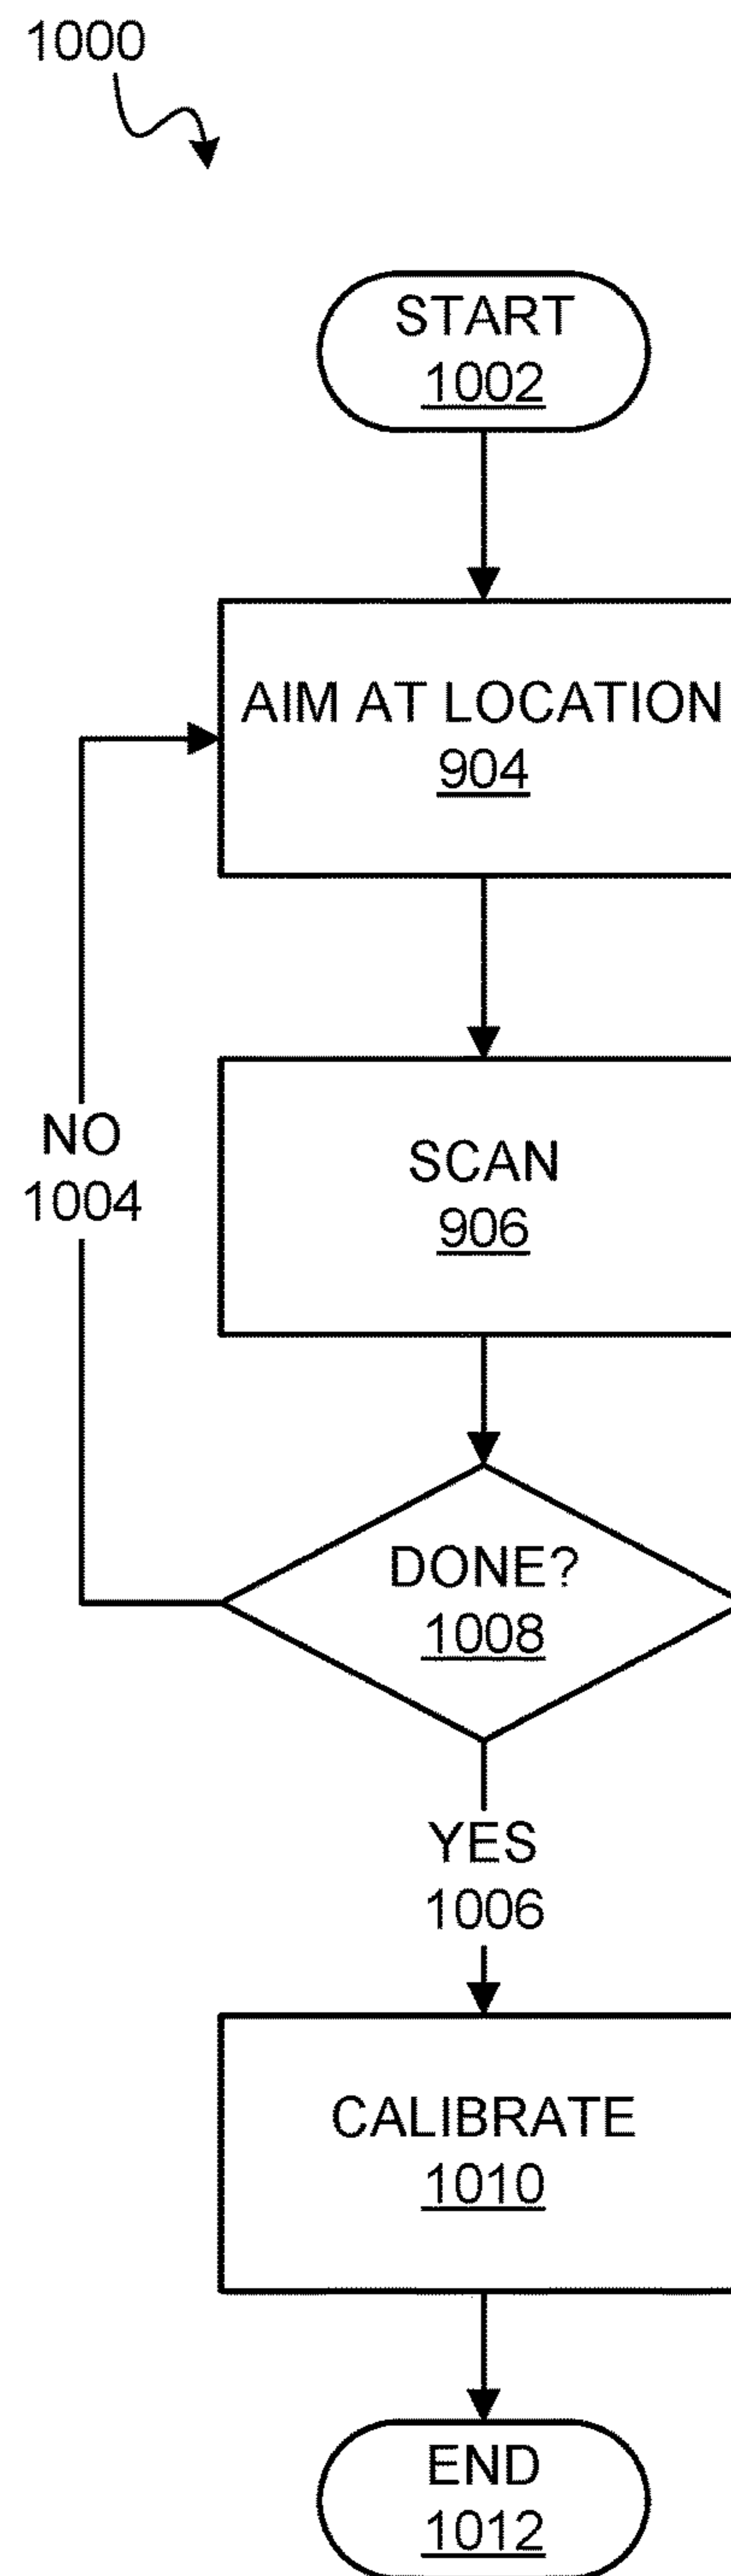 1000
START
1002
AIM AT LOCATION
904
SCAN
906
NO
1004
DONE?
1008
YES
1006
CALIBRATE
1010
END
1012